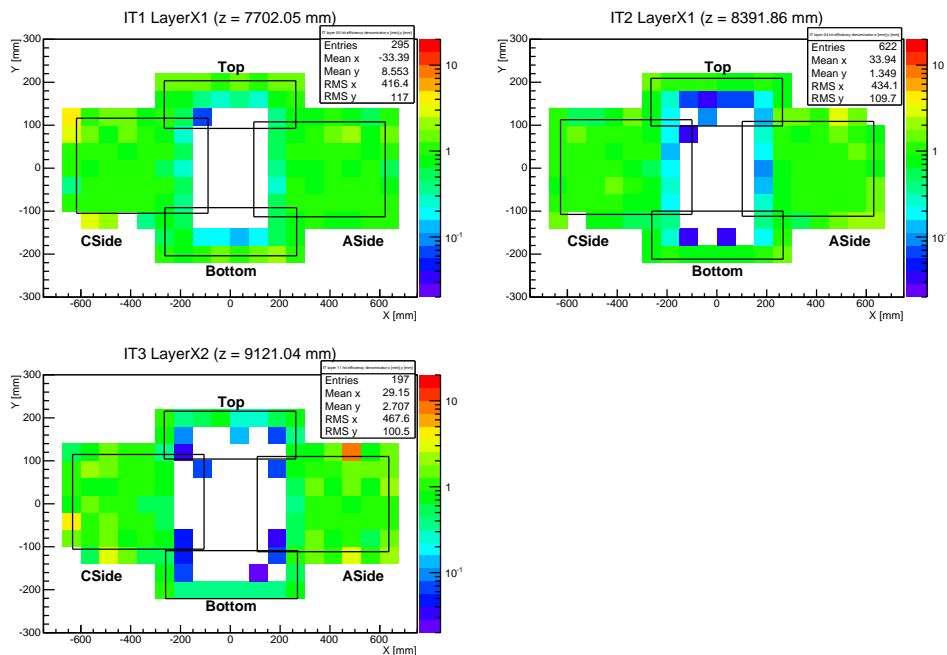 IT1 LayerX1 (z = 7702.05 mm)
Entries 295
Mean x -33.39
Mean y 8.553
RMS x 416.4
RMS y 117
Y [mm]
300
200
100
0
-100
-200
-300
Top
CSide
ASide
Bottom
-600 -400 -200 0 200 400 600
X [mm]
10
1
10-1
IT2 LayerX1 (z = 8391.86 mm)
Entries 622
Mean x 33.94
Mean y 1.349
RMS x 434.1
RMS y 109.7
Y [mm]
300
200
100
0
-100
-200
-300
Top
CSide
ASide
Bottom
-600 -400 -200 0 200 400 600
X [mm]
10
1
10-1
IT3 LayerX2 (z = 9121.04 mm)
Entries 197
Mean x 29.15
Mean y 2.707
RMS x 467.6
RMS y 100.5
Y [mm]
300
200
100
0
-100
-200
-300
Top
CSide
ASide
Bottom
-600 -400 -200 0 200 400 600
X [mm]
10
1
10-1